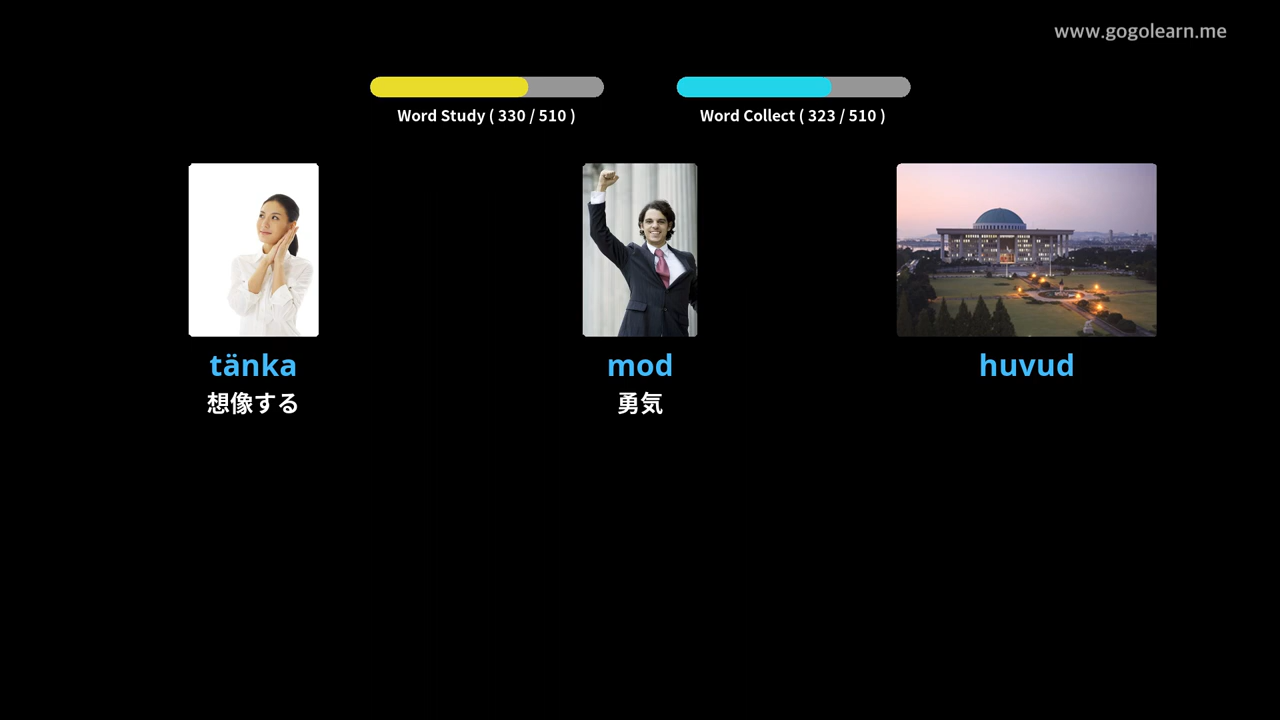 www.gogolearn.me
Word Study ( 330 / 510 )
Word Collect ( 323 / 510 )
tänka
想像する
mod
勇気
huvud